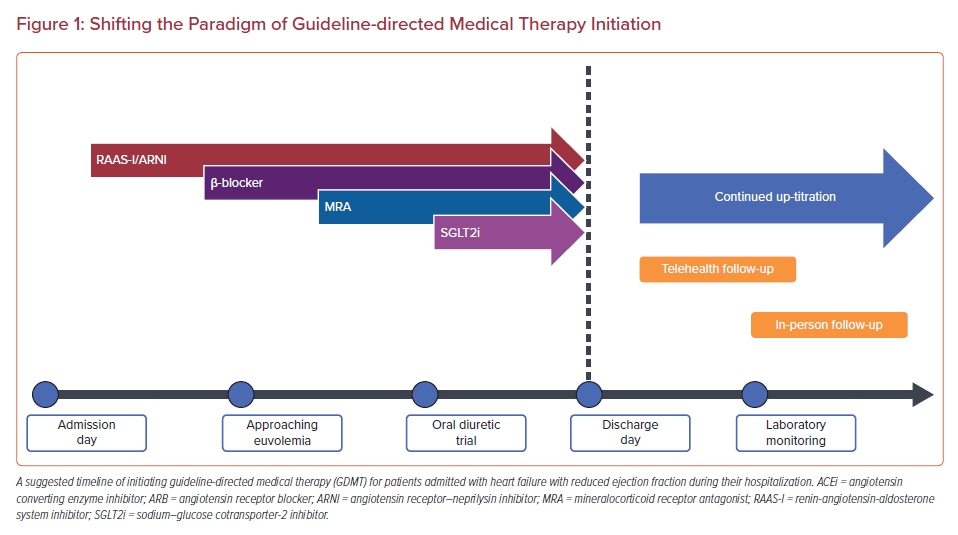 Figure 1: Shifting the Paradigm of Guideline-directed Medical Therapy Initiation
RAAS-I/ARNI
β-blocker
MRA
SGLT2i
Continued up-titration
Telehealth follow-up
In-person follow-up
Admission
day
Approaching
euvolemia
Oral diuretic
trial
Discharge
day
Laboratory
monitoring
A suggested timeline of initiating guideline-directed medical therapy (GDMT) for patients admitted with heart failure with reduced ejection fraction during their hospitalization. ACEi = angiotensin
converting enzyme inhibitor; ARB = angiotensin receptor blocker; ARNI = angiotensin receptor–neprilysin inhibitor; MRA = mineralocorticoid receptor antagonist; RAAS-I = renin-angiotensin-aldosterone
system inhibitor; SGLT2i = sodium–glucose cotransporter-2 inhibitor.